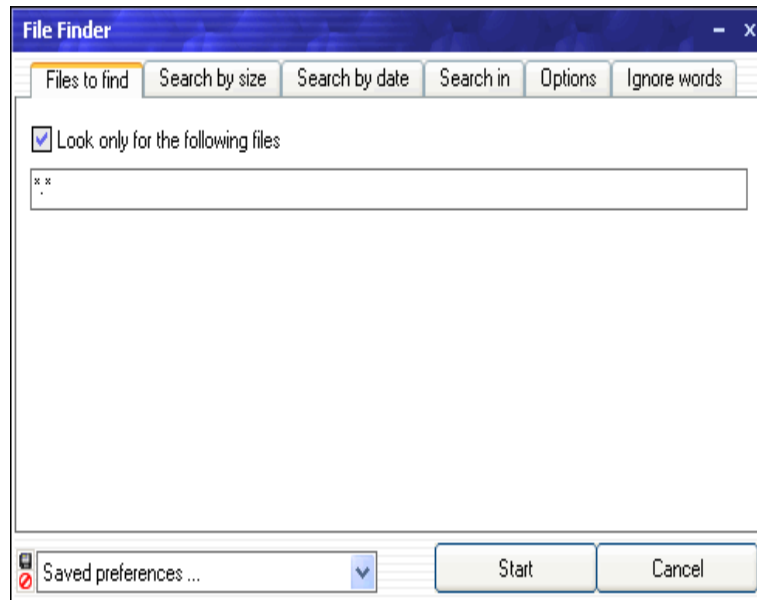 File Finder
Files to find Search by size Search by date Search in Options Ignore words
Look only for the following files
*.*
Saved preferences ...
Start Cancel